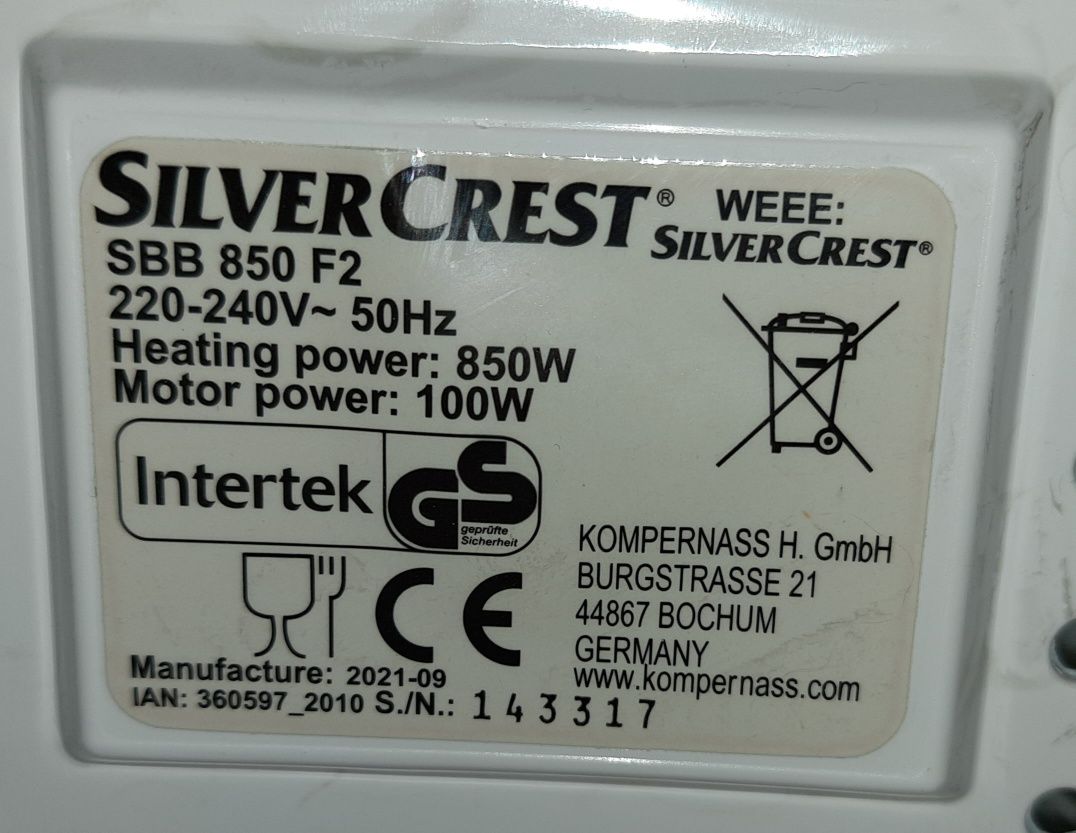 SILVERCREST®
WEEE:
SILVERCREST®
SBB 850 F2
220-240V~ 50Hz
Heating power: 850W
Motor power: 100W
Intertek
GS
geprüfte
Sicherheit
CE
KOMPERNASS H. GmbH
BURGSTRASSE 21
44867 BOCHUM
GERMANY
www.kompernass.com
Manufacture: 2021-09
IAN: 360597_2010 S./N.: 143317